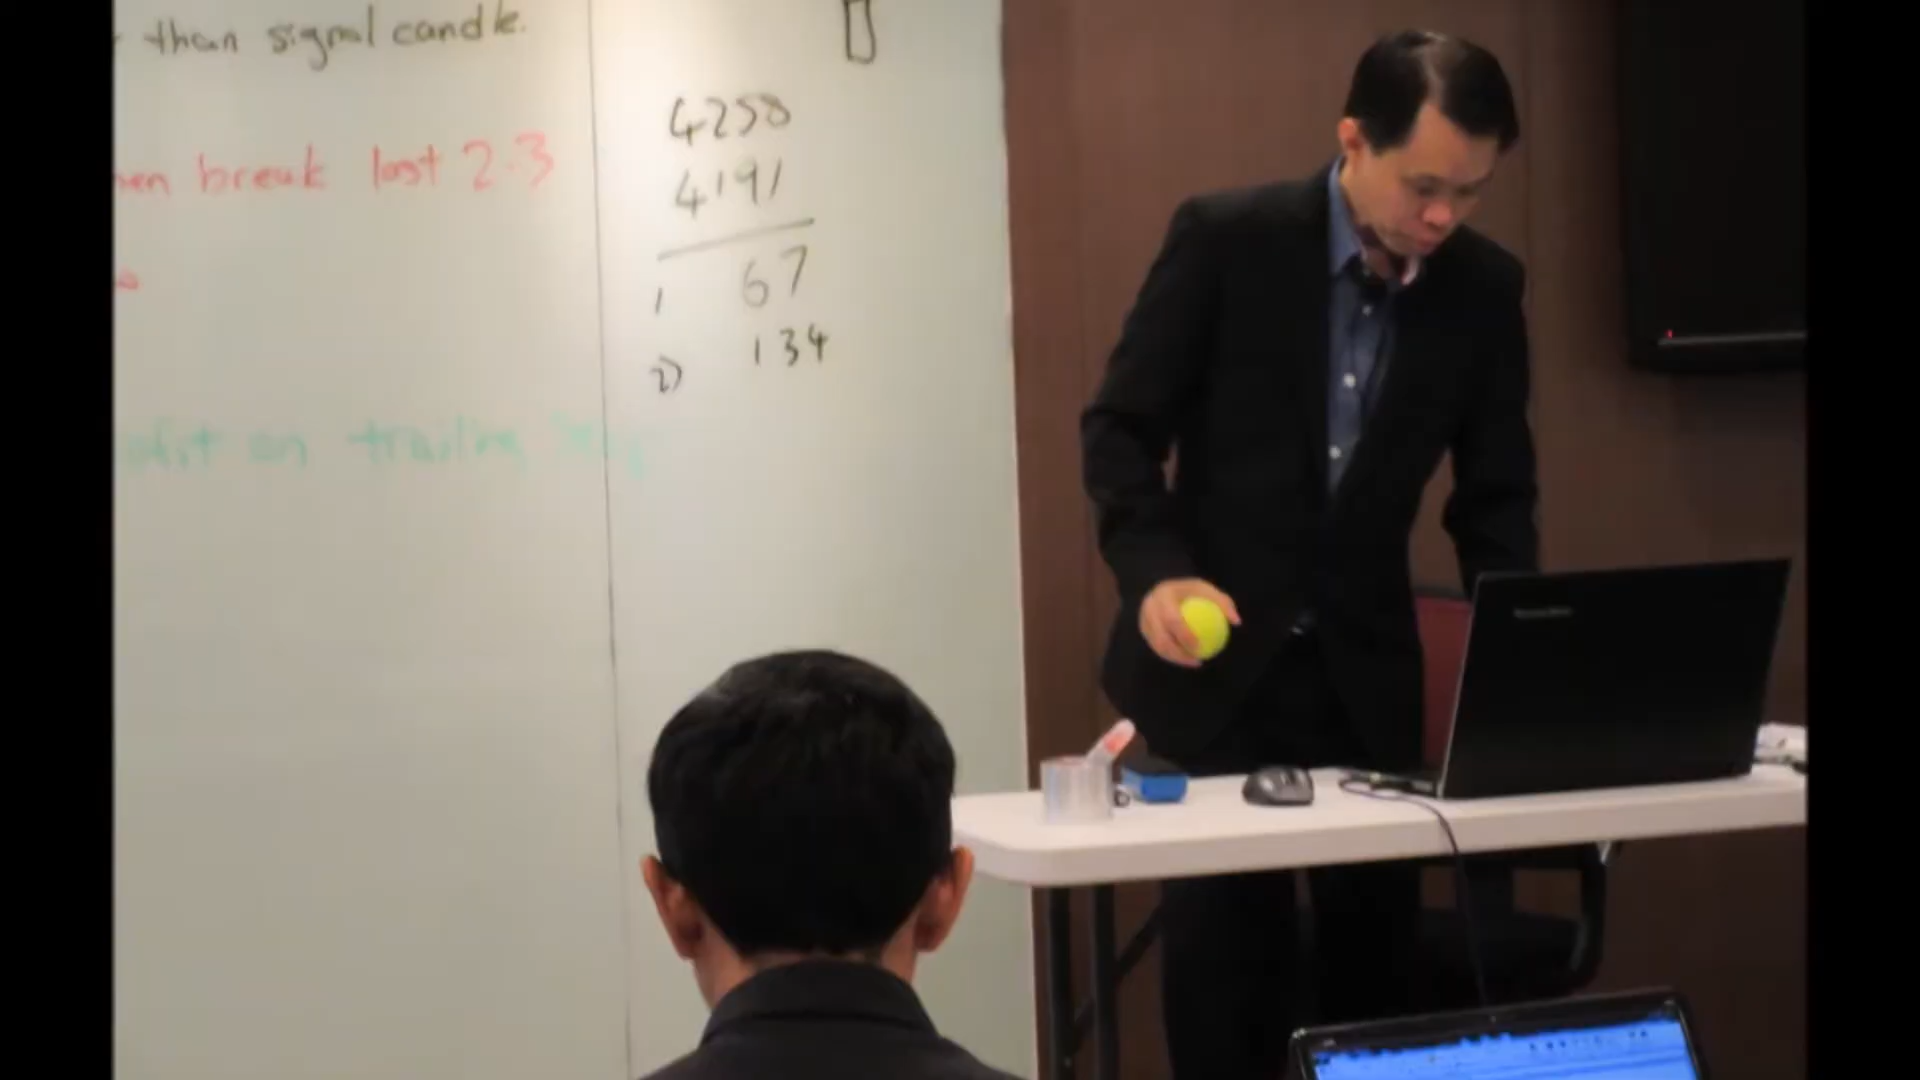 than signal candle.
break last 2-3
4258
4191
1 67
2) 134
on trailing